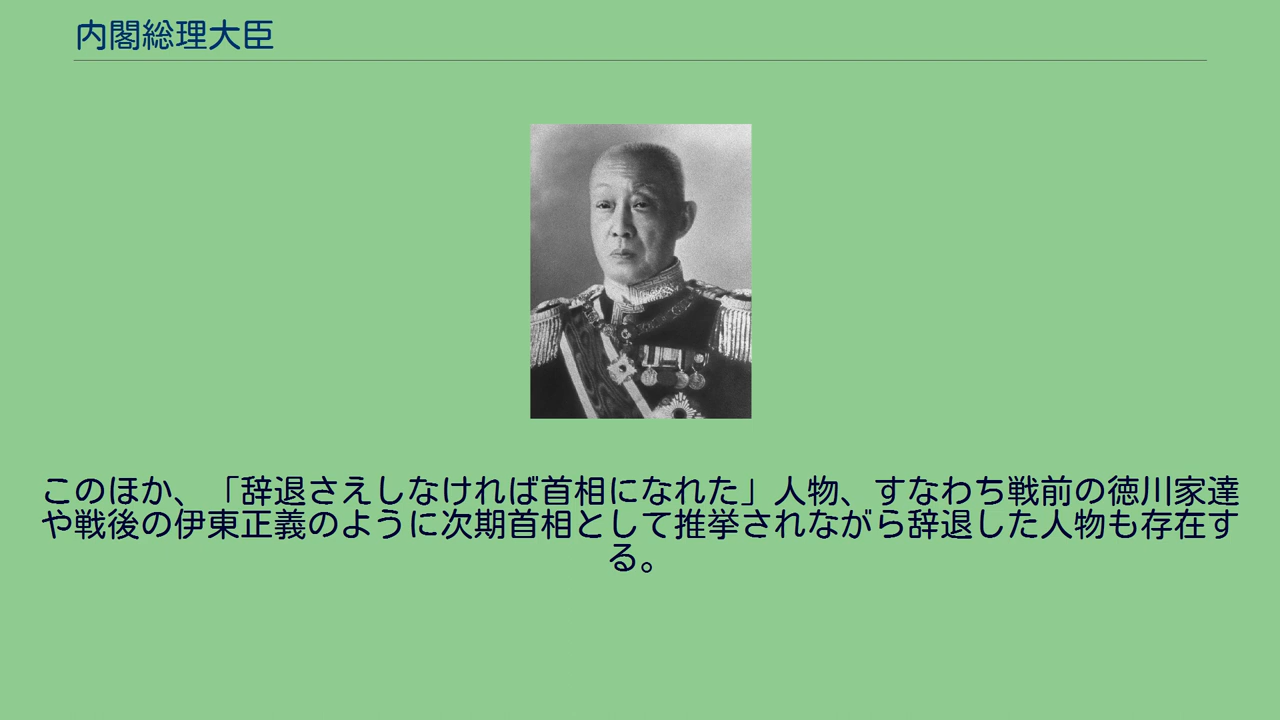 内閣総理大臣
このほか、「辞退さえしなければ首相になれた」人物、すなわち戦前の徳川家達
や戦後の伊東正義のように次期首相として推挙されながら辞退した人物も存在す
る。